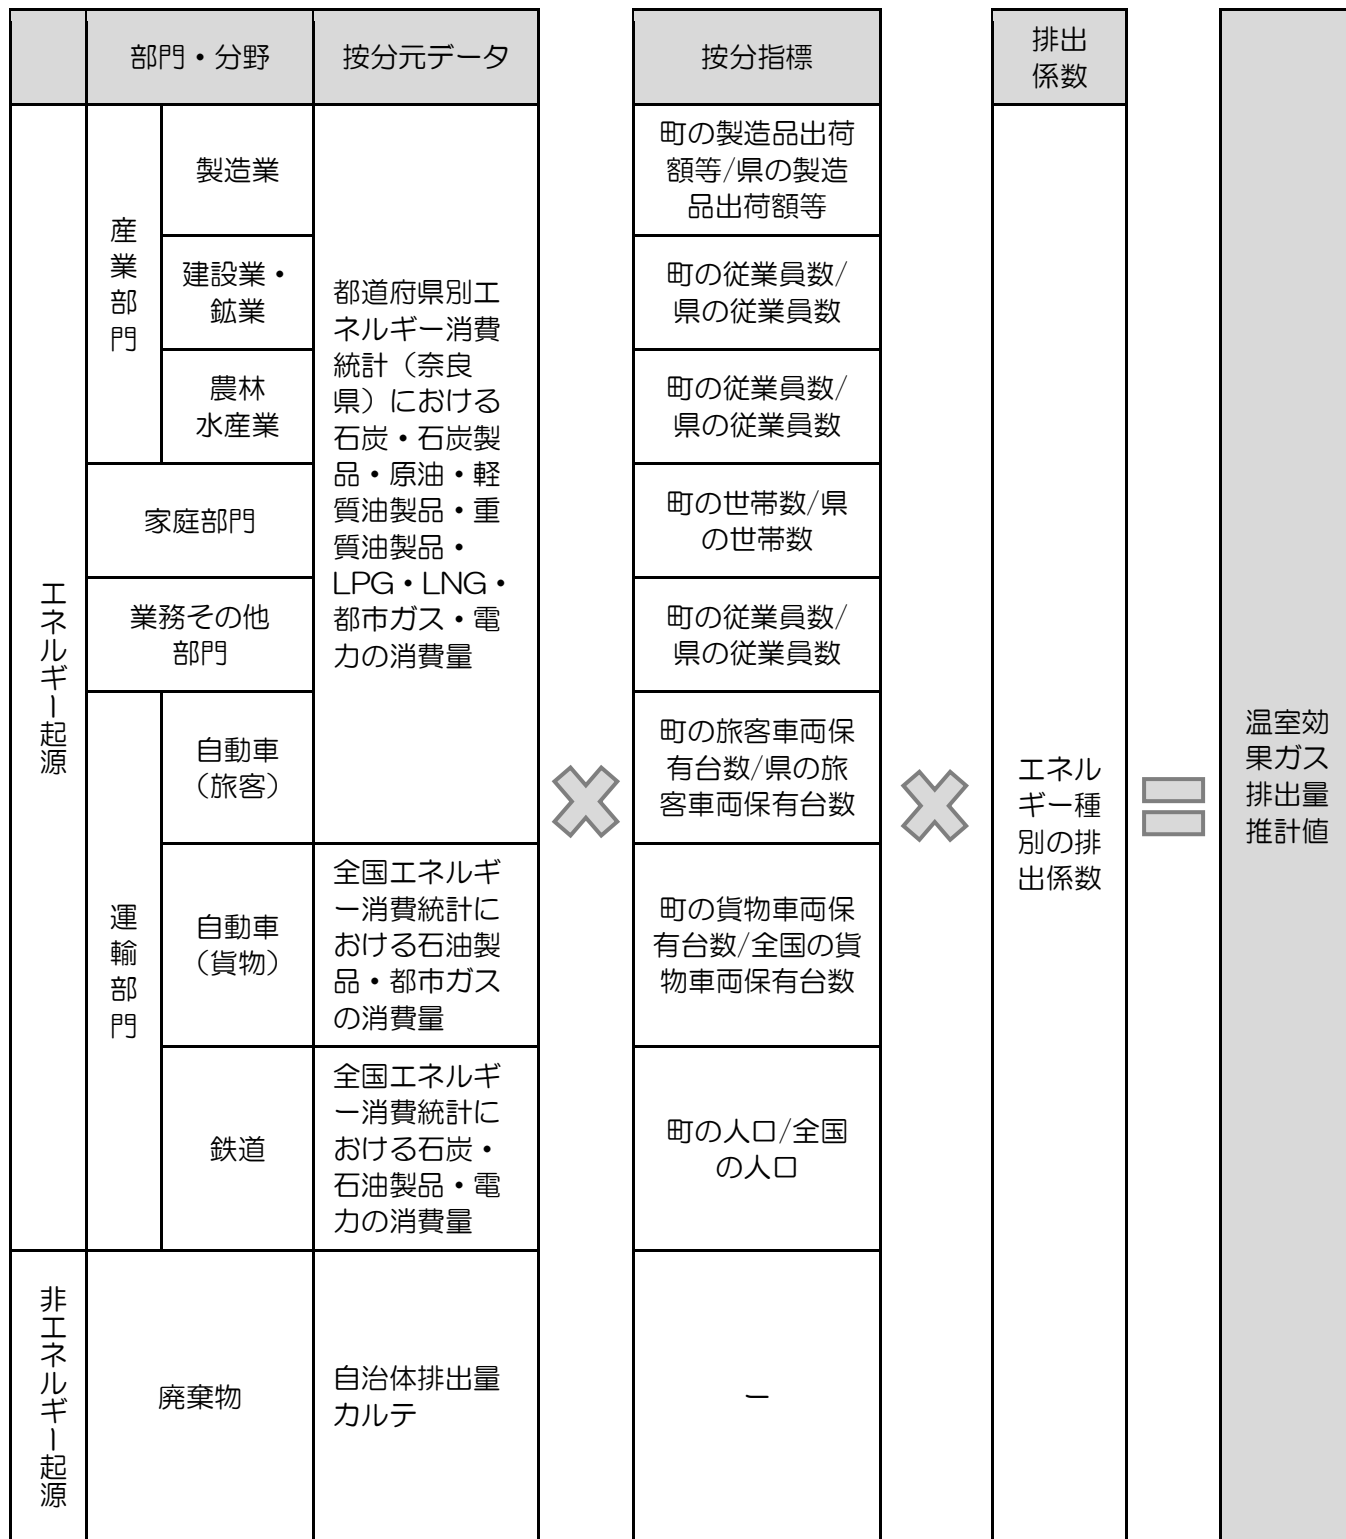 部門・分野
按分元データ
按分指標
排出
係数
エネルギー起源
産業部門
製造業
都道府県別エ
ネルギー消費
統計（奈良
県）における
石炭・石炭製
品・原油・軽
質油製品・重
質油製品・
LPG・LNG・
都市ガス・電
力の消費量
町の製造品出荷
額等/県の製造
品出荷額等
建設業・
鉱業
町の従業員数/
県の従業員数
農林
水産業
町の従業員数/
県の従業員数
家庭部門
町の世帯数/県
の世帯数
業務その他
部門
町の従業員数/
県の従業員数
運輸部門
自動車
（旅客）
町の旅客車両保
有台数/県の旅
客車両保有台数
自動車
（貨物）
全国エネルギ
ー消費統計に
おける石油製
品・都市ガス
の消費量
町の貨物車両保
有台数/全国の貨
物車両保有台数
鉄道
全国エネルギ
ー消費統計に
おける石炭・
石油製品・電
力の消費量
町の人口/全国
の人口
非エネルギー起源
廃棄物
自治体排出量
カルテ
ー
エネル
ギー種
別の排
出係数
温室効
果ガス
排出量
推計値